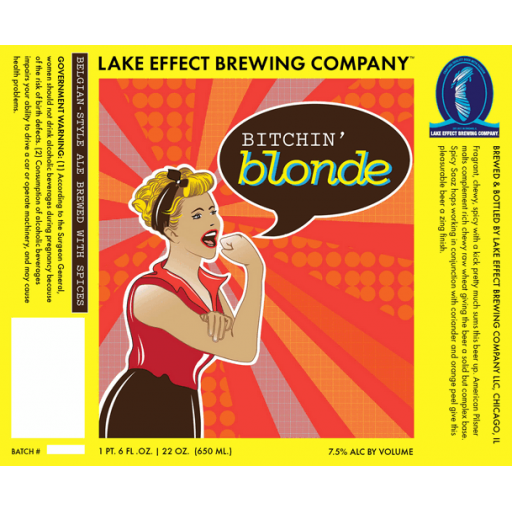 LAKE EFFECT BREWING COMPANY™
BITCHIN'
blonde
1 PT. 6 FL .OZ. | 22 OZ. (650 ML.)
7.5% ALC BY VOLUME
BELGIAN-STYLE ALE BREWED WITH SPICES
GOVERNMENT WARNING: (1) According to the Surgeon General,
women should not drink alcoholic beverages during pregnancy because
of the risk of birth defects. (2) Consumption of alcoholic beverages
impairs your ability to drive a car or operate machinery, and may cause
health problems.
BATCH #
LAKE EFFECT BREWING COMPANY
BREWED & BOTTLED BY LAKE EFFECT BREWING COMPANY LLC, CHICAGO, IL
Fragrant, chewy, spicy with a kick pretty much sums this beer up. American Pilsner
malts complement rich chewy raw wheat giving the beer a solid but complex base.
Spicy Saaz hops working in conjunction with coriander and orange peel give this
pleasurable beer a zing finish.